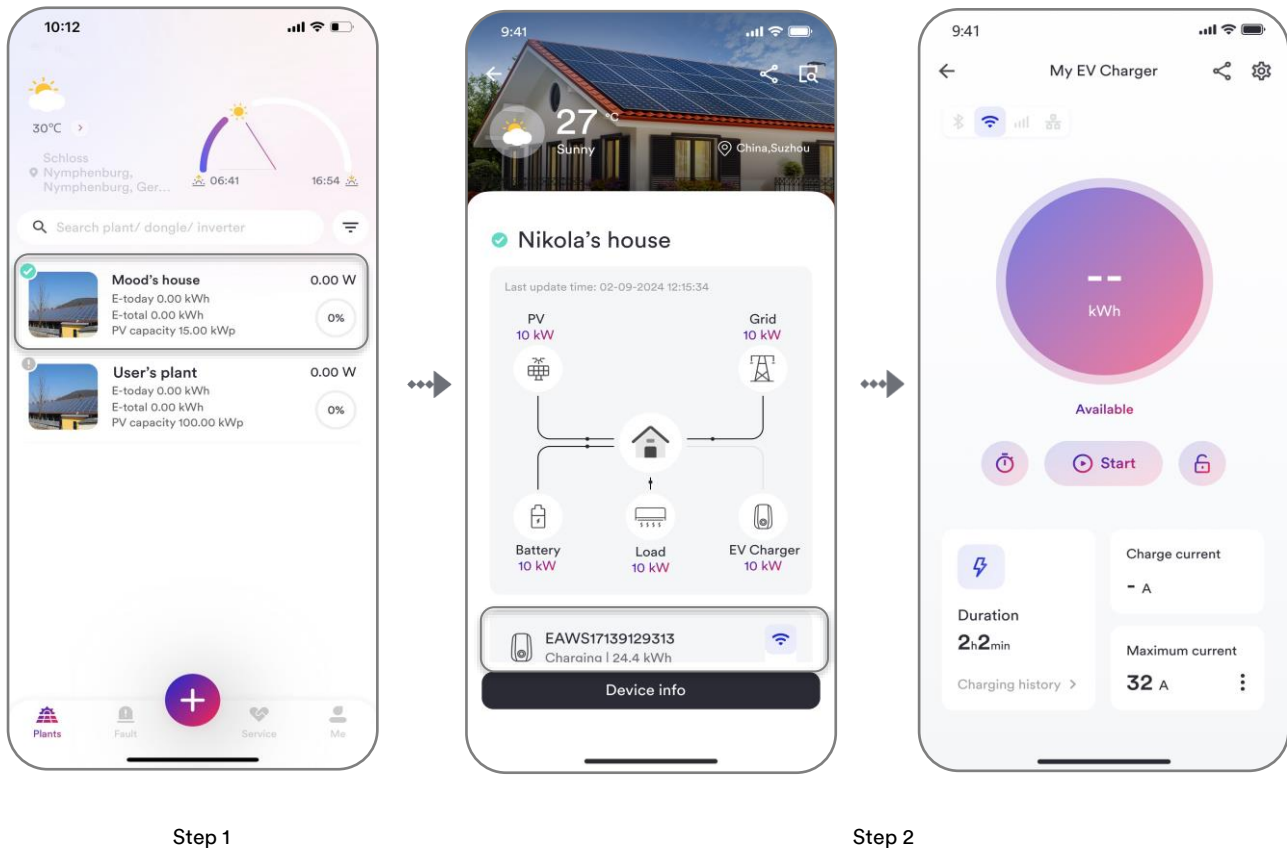 10:12
30°C
Schloss
Nymphenburg,
Nymphenburg, Ger...
06:41
16:54
Search plant/ dongle/ inverter
Mood's house
0.00 W
E-today 0.00 kWh
E-total 0.00 kWh
PV capacity 15.00 kWp
0%
User's plant
0.00 W
E-today 0.00 kWh
E-total 0.00 kWh
PV capacity 100.00 kWp
0%
Plants
Fault
Service
Me
Step 1
9:41
27 °C
Sunny
China,Suzhou
Nikola's house
Last update time: 02-09-2024 12:15:34
PV
10 kW
Grid
10 kW
Battery
10 kW
Load
10 kW
EV Charger
10 kW
EAWS17139129313
Charging | 24.4 kWh
Device info
9:41
My EV Charger
--
kWh
Available
Start
Duration
2h2min
Charging history >
Charge current
- A
Maximum current
32 A
Step 2